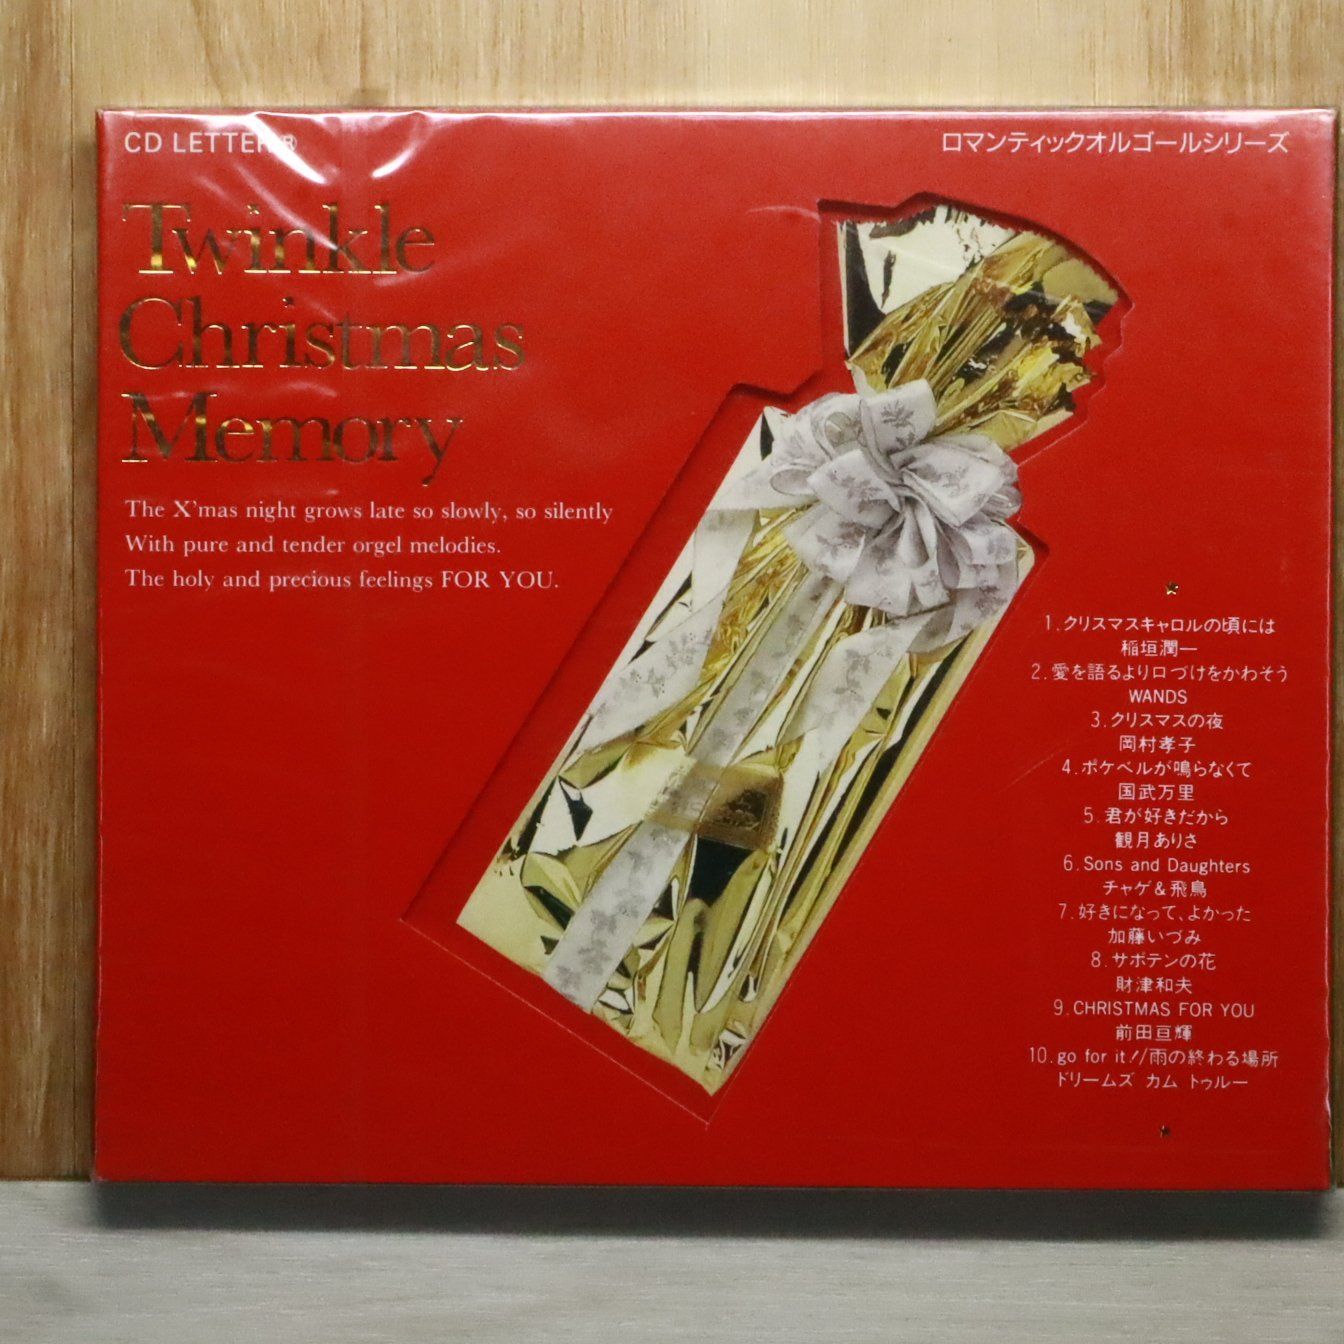 CD LETTER®
ロマンティックオルゴールシリーズ
Twinkle
Christmas
Memory
The X'mas night grows late so slowly, so silently
With pure and tender orgel melodies.
The holy and precious feelings FOR YOU.
1.クリスマスキャロルの頃には
稲垣潤一
2.愛を語るより口づけをかわそう
WANDS
3.クリスマスの夜
岡村孝子
4.ポケベルが鳴らなくて
国武万里
5.君が好きだから
観月ありさ
6.Sons and Daughters
チャゲ&飛鳥
7.好きになって、よかった
加藤いづみ
8.サボテンの花
財津和夫
9.CHRISTMAS FOR YOU
前田亘輝
10.go for it!/雨の終わる場所
ドリームズ カム トゥルー